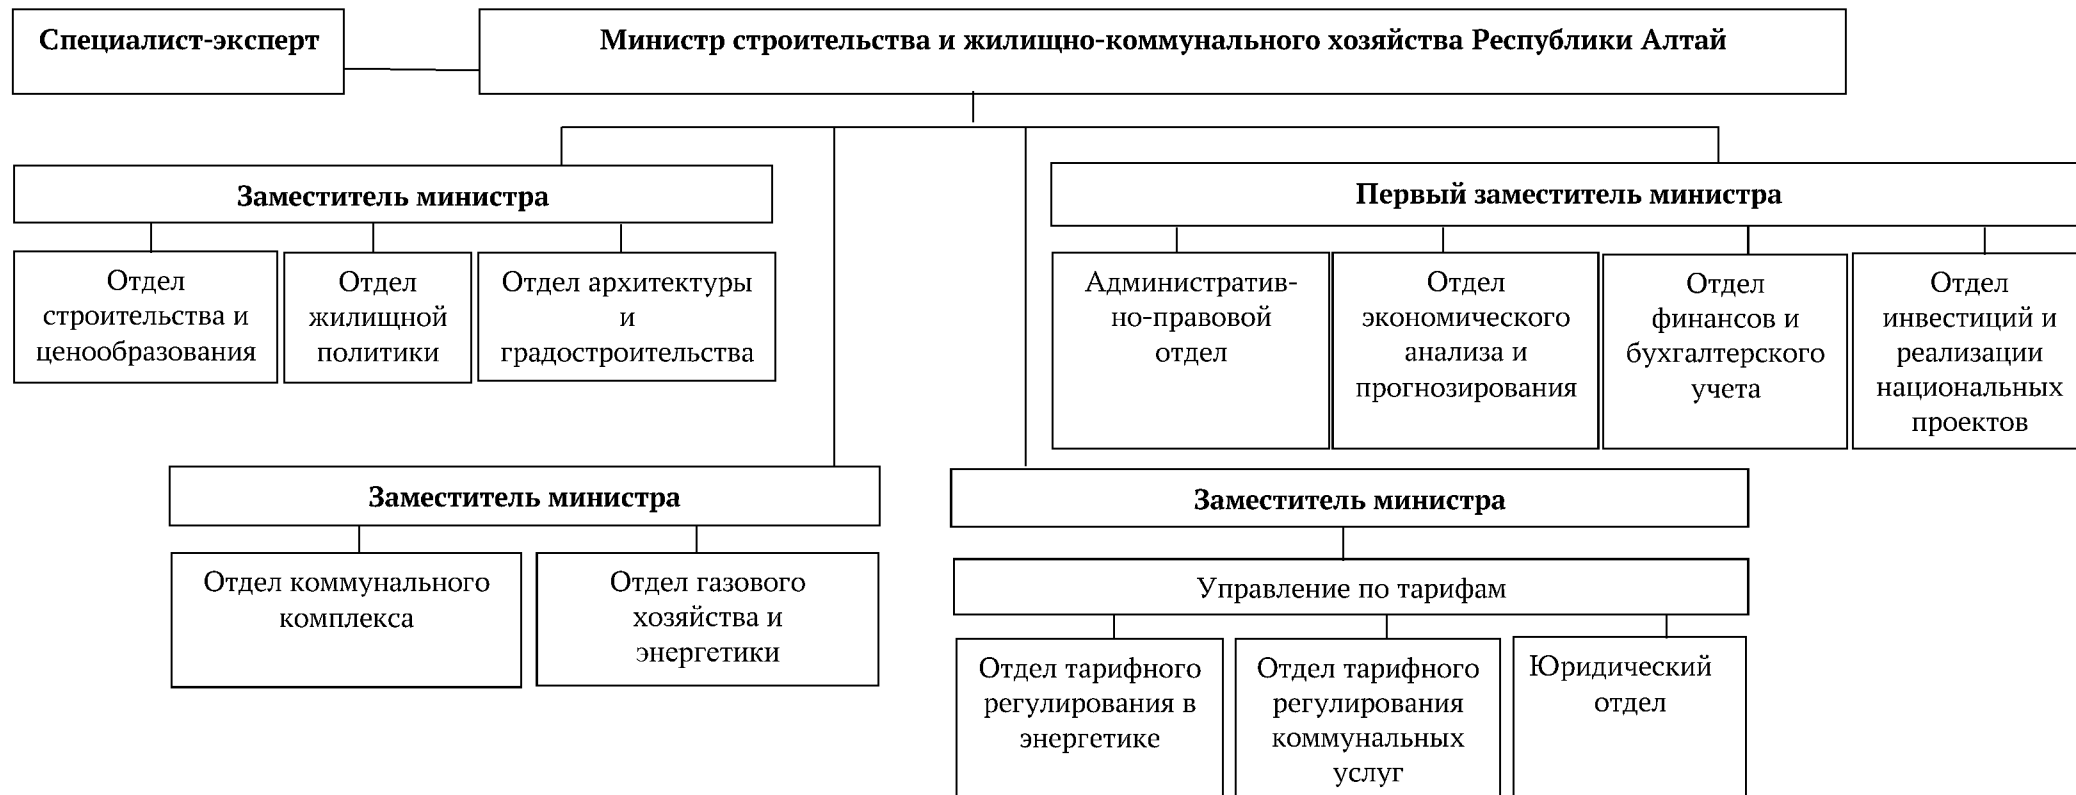 Специалист-эксперт
Министр строительства и жилищно-коммунального хозяйства Республики Алтай
Заместитель министра
Отдел
строительства и
ценообразования
Отдел
жилищной
политики
Отдел архитектуры
и
градостроительства
Первый заместитель министра
Административ-
но-правовой
отдел
Отдел
экономического
анализа и
прогнозирования
Отдел
финансов и
бухгалтерского
учета
Отдел
инвестиций и
реализации
национальных
проектов
Заместитель министра
Отдел коммунального
комплекса
Отдел газового
хозяйства и
энергетики
Заместитель министра
Управление по тарифам
Отдел тарифного
регулирования в
энергетике
Отдел тарифного
регулирования
коммунальных
услуг
Юридический
отдел